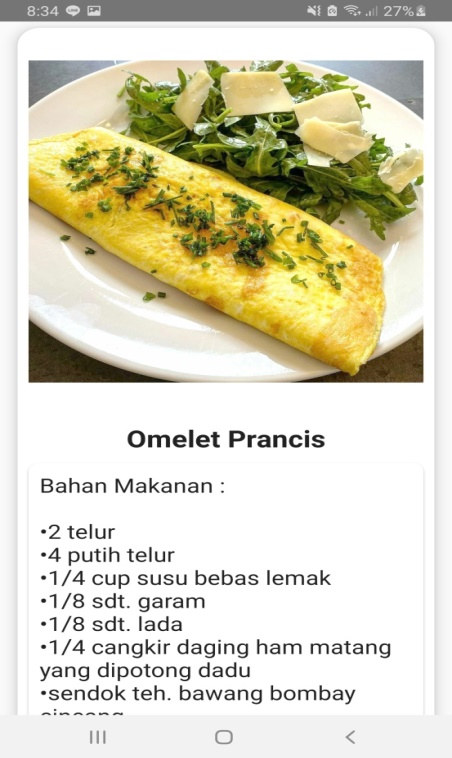 8:34
27%
Omelet Prancis
Bahan Makanan :
•2 telur
•4 putih telur
•1/4 cup susu bebas lemak
•1/8 sdt. garam
•1/8 sdt. lada
•1/4 cangkir daging ham matang
yang dipotong dadu
•sendok teh. bawang bombay